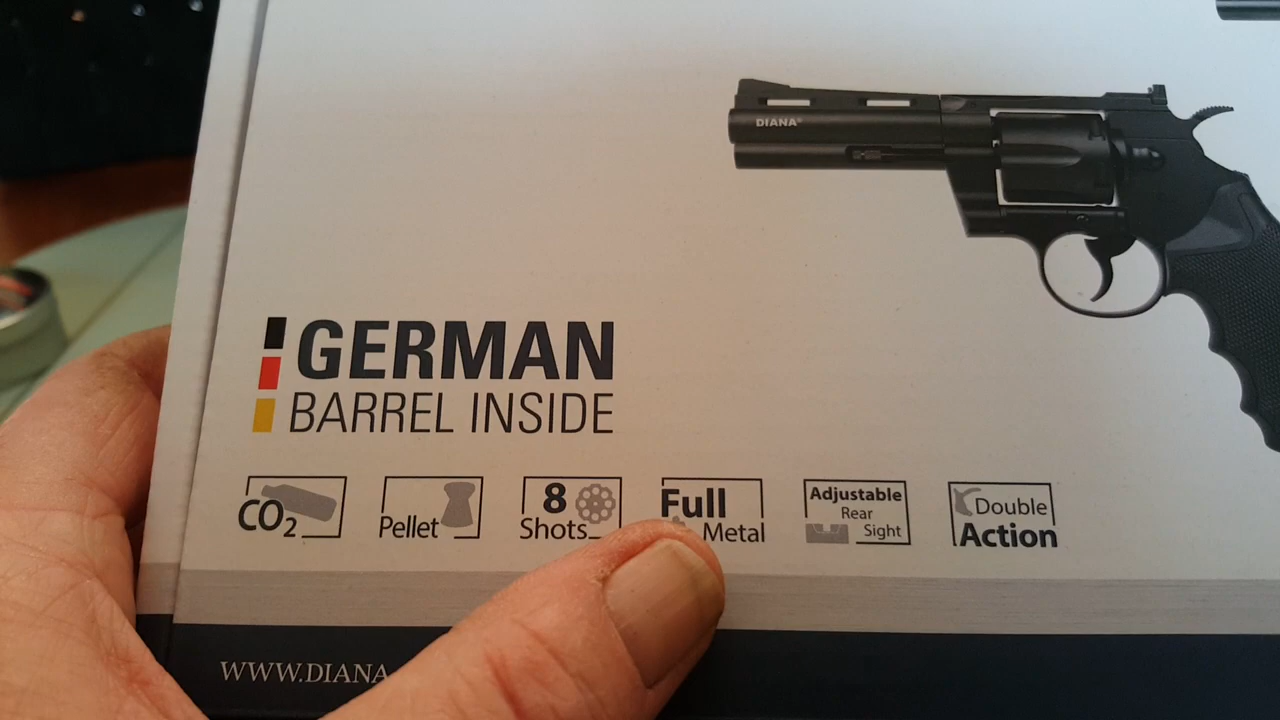 DIANA®
GERMAN
BARREL INSIDE
CO2
Pellet
8
Shots
Full
Metal
Adjustable
Rear
Sight
Double
Action
WWW.DIANA